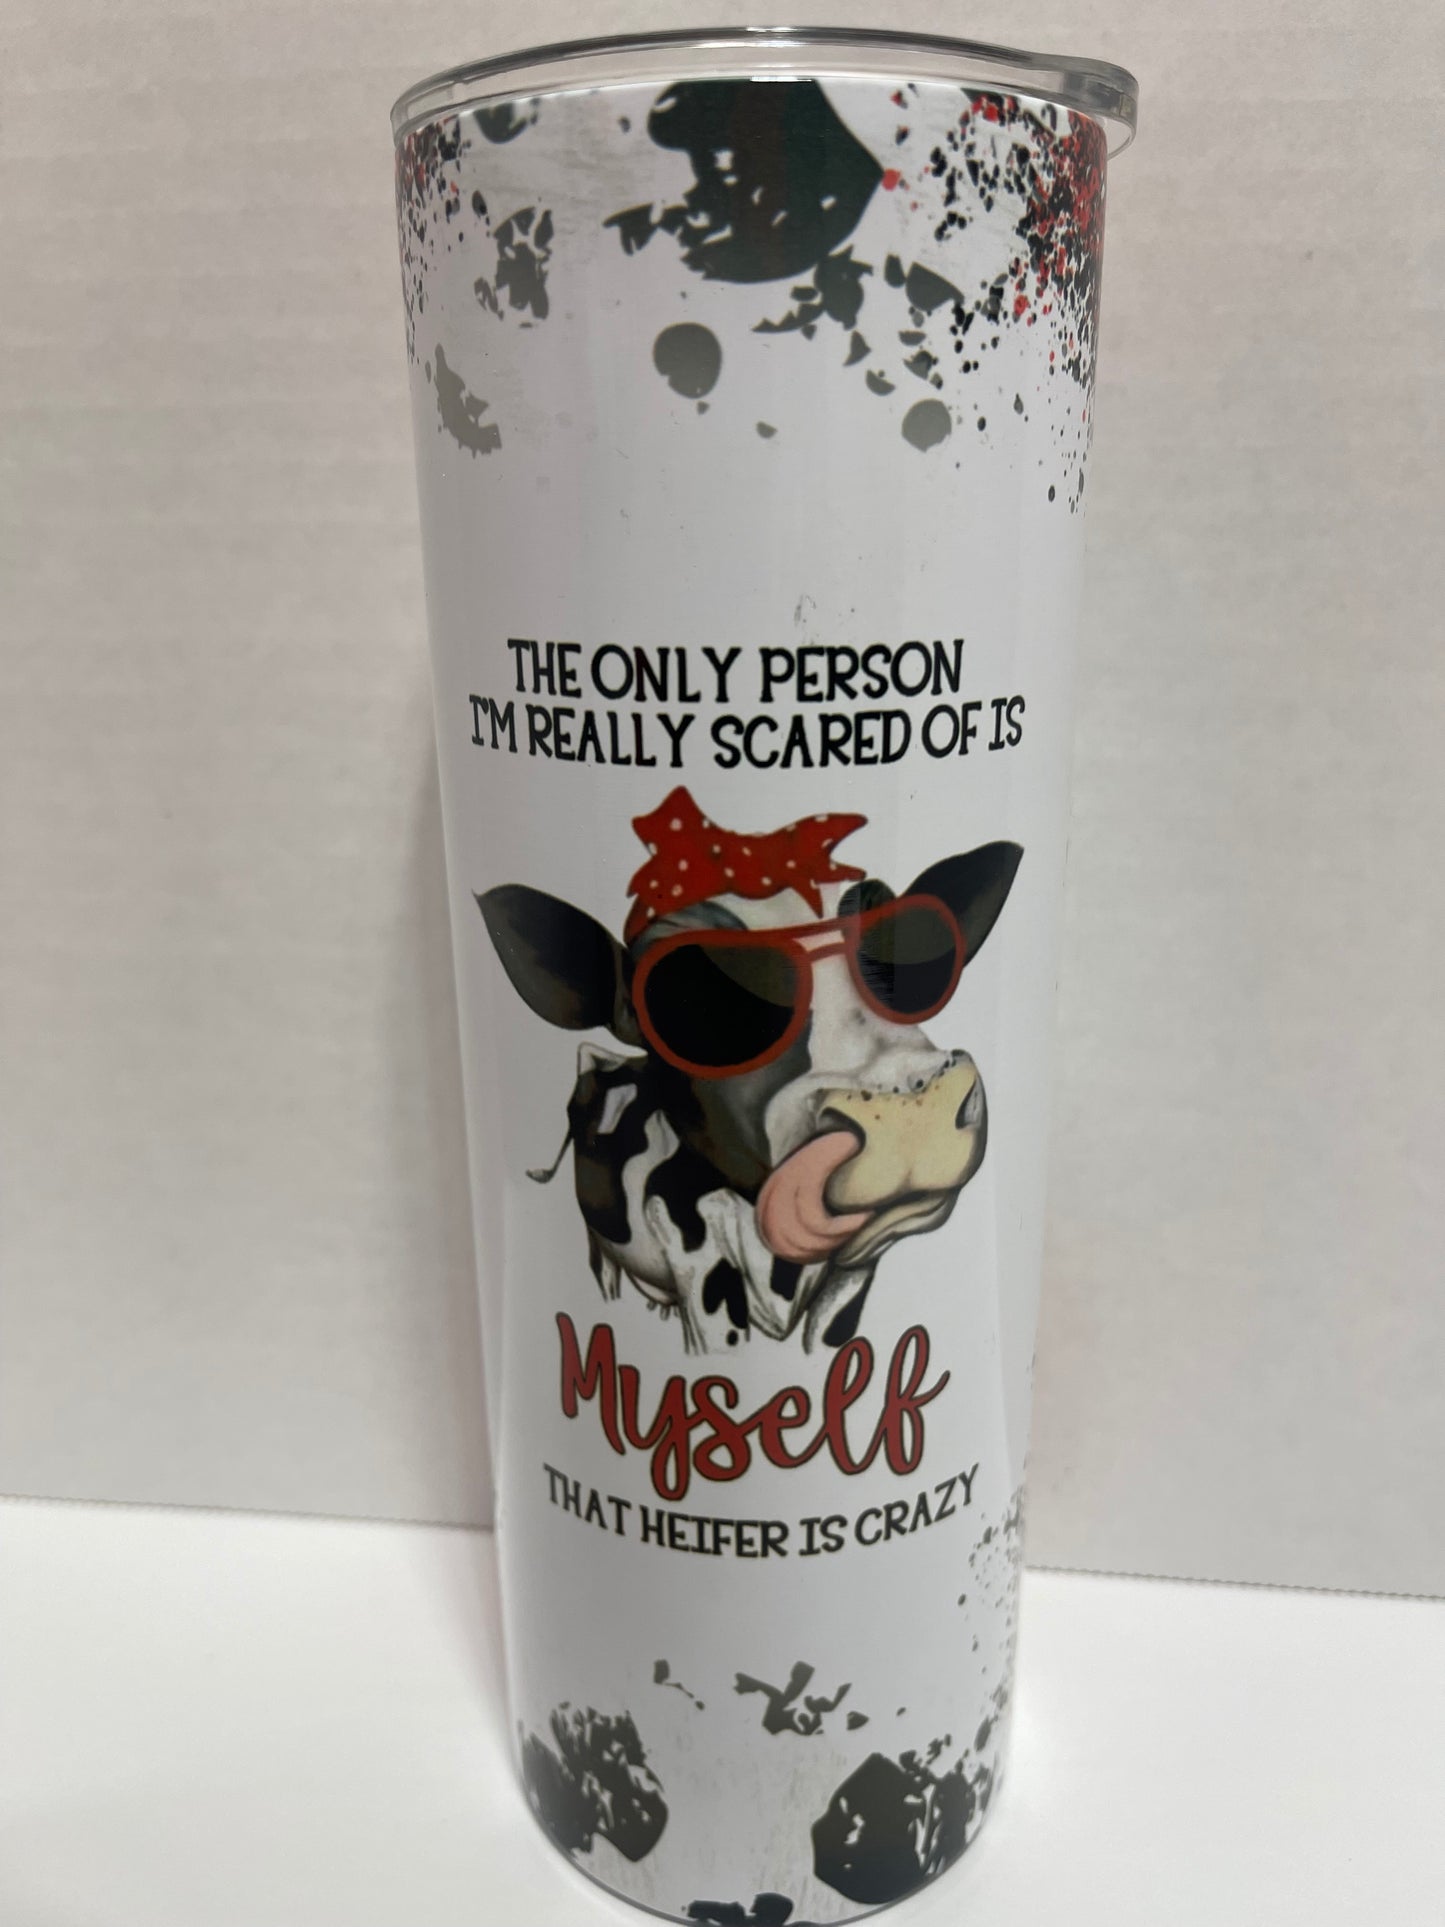 THE ONLY PERSON
I'M REALLY SCARED OF IS
Myself
THAT HEIFER IS CRAZY